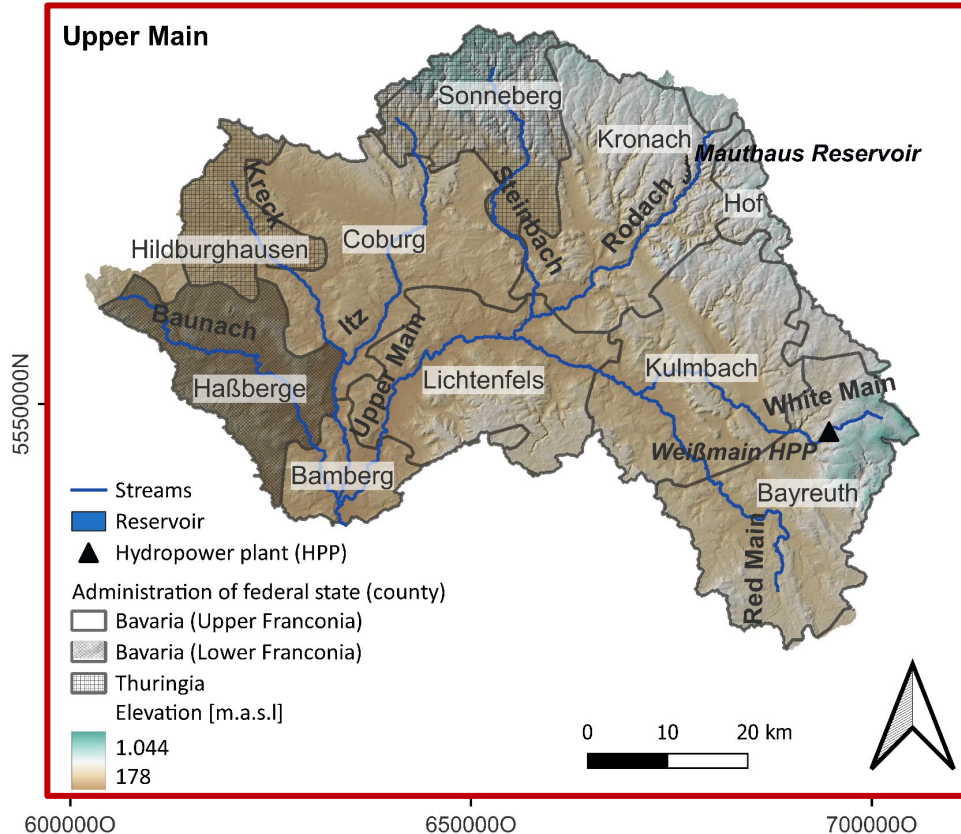 Upper Main
Sonneberg
Kronach
Mauthaus Reservoir
Hof
Kreck
Steinbach
Rodach
Hildburghausen
Coburg
Baunach
Itz
Upper Main
Haßberge
Lichtenfels
Kulmbach
White Main
Weißmain HPP
Bamberg
Bayreuth
Red Main
Streams
Reservoir
Hydropower plant (HPP)
Administration of federal state (county)
Bavaria (Upper Franconia)
Bavaria (Lower Franconia)
Thuringia
Elevation [m.a.s.l]
1.044
178
0 10 20 km
5550000N
600000O 650000O 700000O